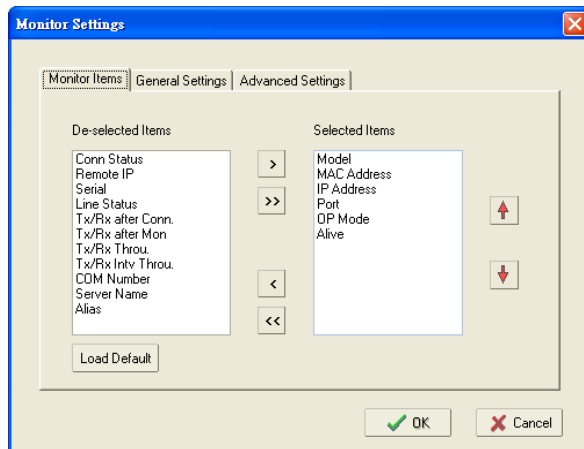 Monitor Settings
Monitor Items
General Settings
Advanced Settings
De-selected Items
Selected Items
Conn Status
Remote IP
Serial
Line Status
Tx/Rx after Conn.
Tx/Rx after Mon
Tx/Rx Throu.
Tx/Rx Intv Throu.
COM Number
Server Name
Alias
>
>>
<
<<
Model
MAC Address
IP Address
Port
OP Mode
Alive
Load Default
OK
Cancel